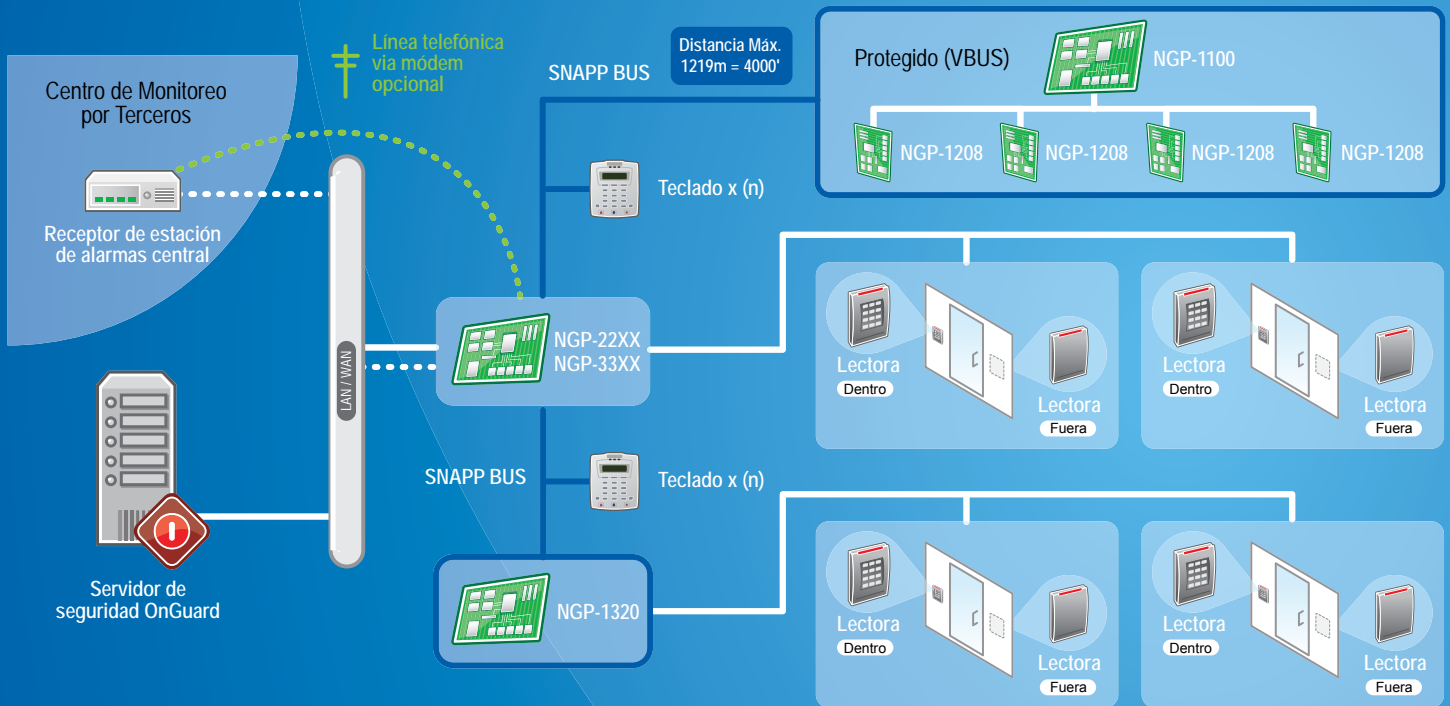 Centro de Monitoreo
por Terceros
Receptor de estación
de alarmas central
Línea telefónica
via módem
opcional
SNAPP BUS
Distancia Máx.
1219m = 4000'
Protegido (VBUS)
NGP-1100
NGP-1208
NGP-1208
NGP-1208
NGP-1208
Teclado x (n)
LAN / WAN
NGP-22XX
NGP-33XX
Lectora
Dentro
Lectora
Fuera
Lectora
Dentro
Lectora
Fuera
Servidor de
seguridad OnGuard
SNAPP BUS
Teclado x (n)
NGP-1320
Lectora
Dentro
Lectora
Fuera
Lectora
Dentro
Lectora
Fuera